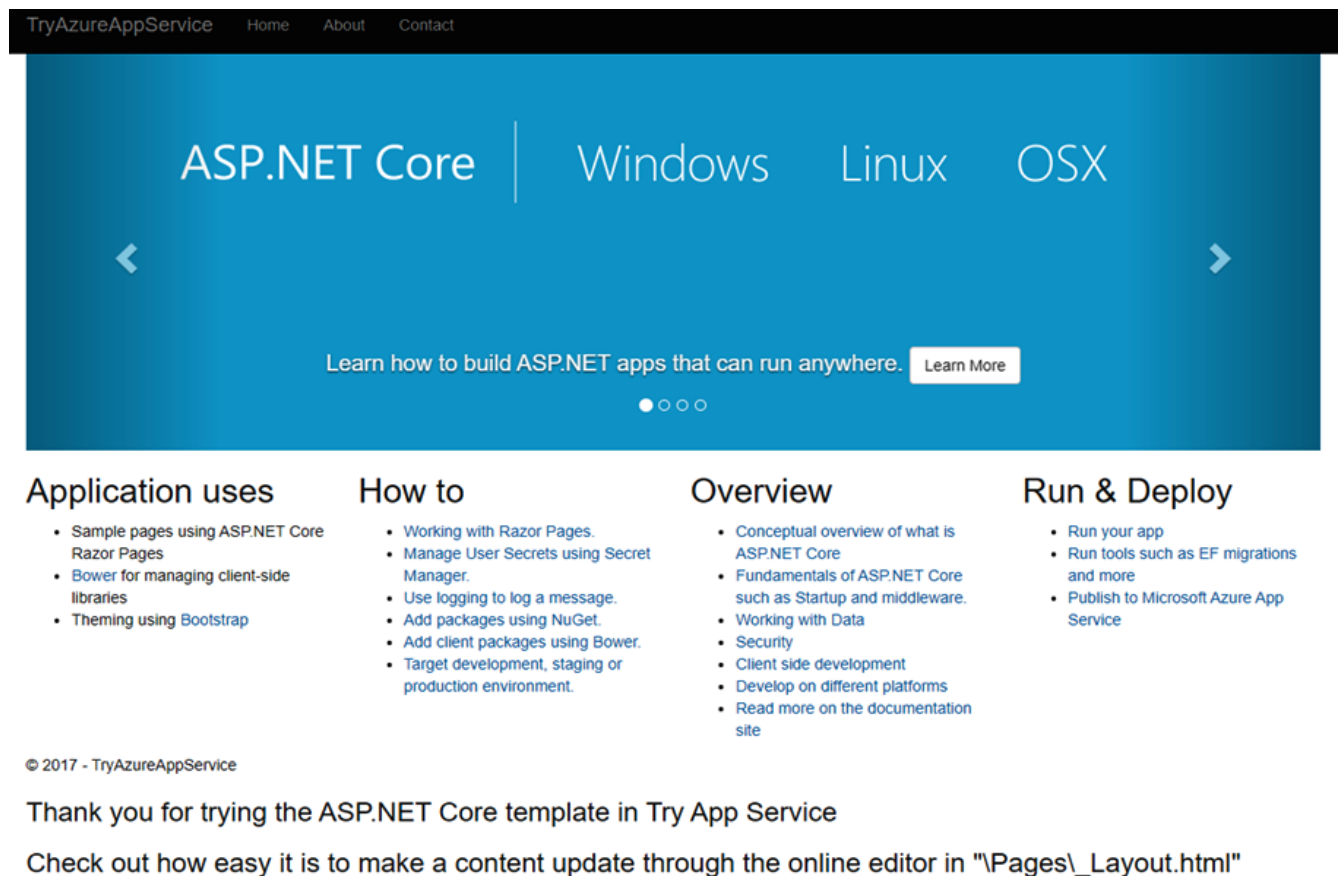 TryAzureAppService Home About Contact
ASP.NET Core Windows Linux OSX
Learn how to build ASP.NET apps that can run anywhere. Learn More
Application uses
Sample pages using ASP.NET Core
Razor Pages
Bower for managing client-side
libraries
Theming using Bootstrap
How to
Working with Razor Pages.
Manage User Secrets using Secret
Manager.
Use logging to log a message.
Add packages using NuGet.
Add client packages using Bower.
Target development, staging or
production environment.
Overview
Conceptual overview of what is
ASP.NET Core
Fundamentals of ASP.NET Core
such as Startup and middleware.
Working with Data
Security
Client side development
Develop on different platforms
Read more on the documentation
site
Run & Deploy
Run your app
Run tools such as EF migrations
and more
Publish to Microsoft Azure App
Service
© 2017 - TryAzureAppService
Thank you for trying the ASP.NET Core template in Try App Service
Check out how easy it is to make a content update through the online editor in "\Pages\_Layout.html"